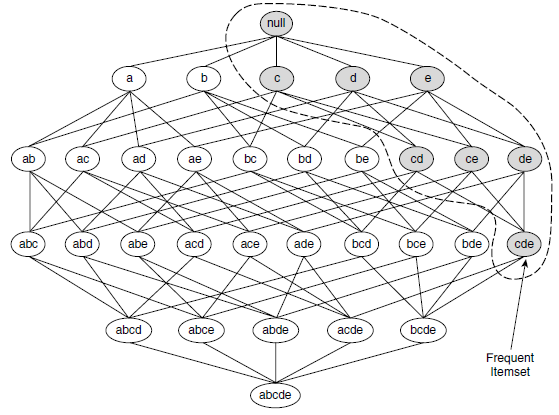 null
a b c d e
ab ac ad ae bc bd be cd ce de
abc abd abe acd ace ade bcd bce bde cde
abcd abce abde acde bcde
Frequent
Itemset
abcde